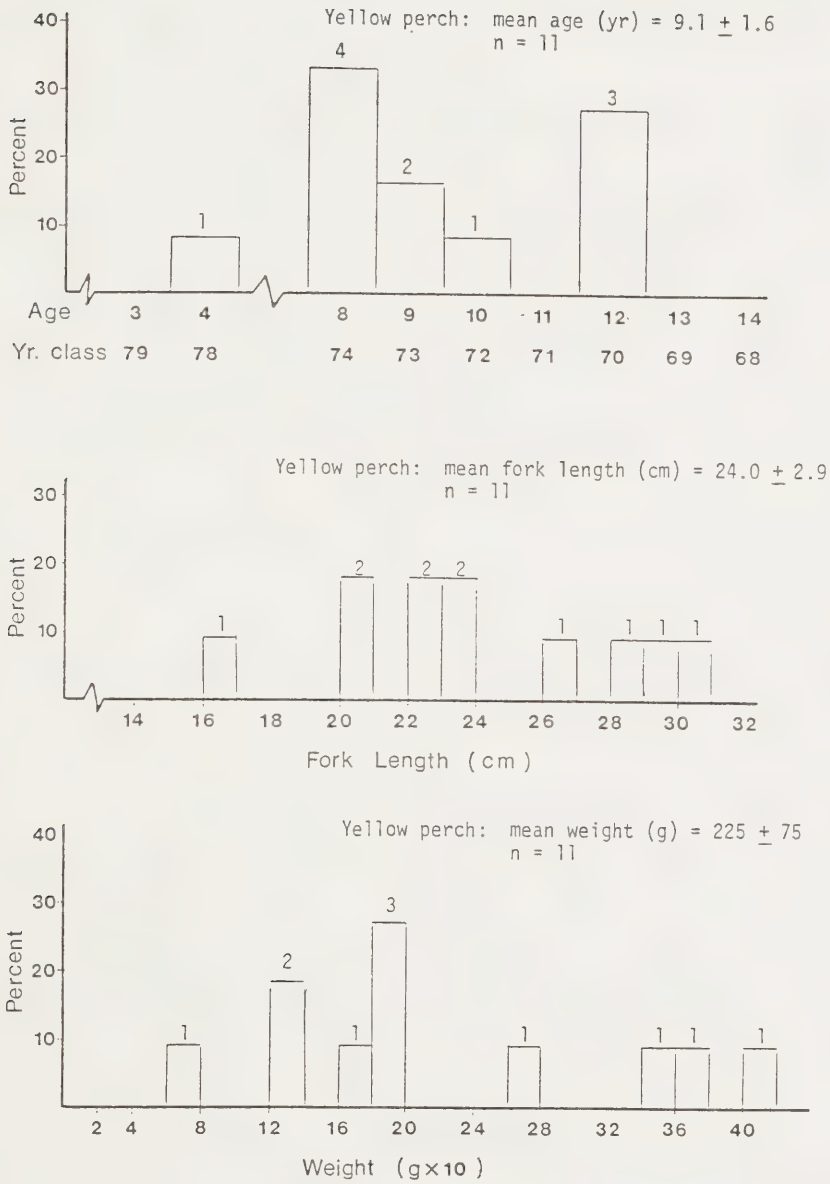 Yellow perch: mean age (yr) = 9.1 ± 1.6
n = 11
40
30
20
10
Percent
1
4
2
1
3
Age 3 4 8 9 10 11 12 13 14
Yr. class 79 78 74 73 72 71 70 69 68
Yellow perch: mean fork length (cm) = 24.0 ± 2.9
n = 11
30
20
10
Percent
1
2
2
2
1
1
1
1
14 16 18 20 22 24 26 28 30 32
Fork Length (cm)
Yellow perch: mean weight (g) = 225 ± 75
n = 11
40
30
20
10
Percent
1
2
1
3
1
1
1
1
2 4 8 12 16 20 24 28 32 36 40
Weight (g×10)